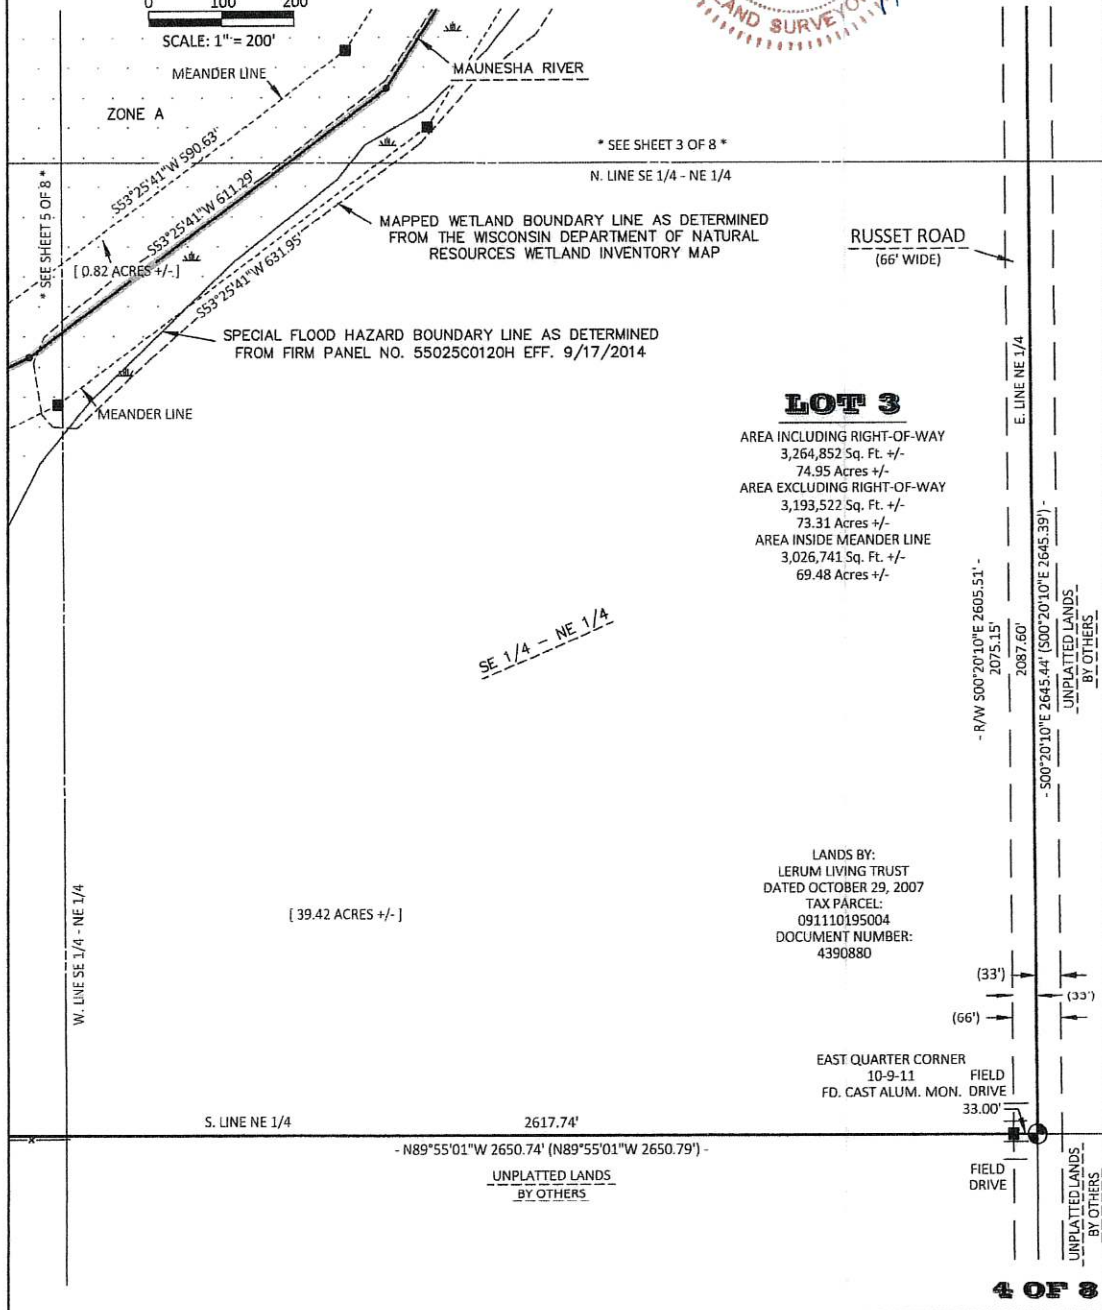 0 100 200
SCALE: 1" = 200'
LAND SURVEYO
MEANDER LINE
MAUNESHA RIVER
ZONE A
* SEE SHEET 3 OF 8 *
N. LINE SE 1/4 - NE 1/4
* SEE SHEET 5 OF 8 *
S53°25'41"W 590.63'
S53°25'41"W 611.29'
[ 0.82 ACRES +/- ]
S53°25'41"W 631.95'
MAPPED WETLAND BOUNDARY LINE AS DETERMINED
FROM THE WISCONSIN DEPARTMENT OF NATURAL
RESOURCES WETLAND INVENTORY MAP
RUSSET ROAD
(66' WIDE)
SPECIAL FLOOD HAZARD BOUNDARY LINE AS DETERMINED
FROM FIRM PANEL NO. 55025C0120H EFF. 9/17/2014
MEANDER LINE
E. LINE NE 1/4
LOT 3
AREA INCLUDING RIGHT-OF-WAY
3,264,852 Sq. Ft. +/-
74.95 Acres +/-
AREA EXCLUDING RIGHT-OF-WAY
3,193,522 Sq. Ft. +/-
73.31 Acres +/-
AREA INSIDE MEANDER LINE
3,026,741 Sq. Ft. +/-
69.48 Acres +/-
- R/W S00°20'10"E 2605.51' -
2075.15'
2087.60'
- S00°20'10"E 2645.44' (S00°20'10"E 2645.39') -
UNPLATTED LANDS
BY OTHERS
SE 1/4 - NE 1/4
LANDS BY:
LERUM LIVING TRUST
DATED OCTOBER 29, 2007
TAX PARCEL:
091110195004
DOCUMENT NUMBER:
4390880
W. LINE SE 1/4 - NE 1/4
[ 39.42 ACRES +/- ]
(33')
(33')
(66')
EAST QUARTER CORNER
10-9-11
FD. CAST ALUM. MON.
FIELD
DRIVE
33.00'
S. LINE NE 1/4
2617.74'
- N89°55'01"W 2650.74' (N89°55'01"W 2650.79') -
UNPLATTED LANDS
BY OTHERS
FIELD
DRIVE
UNPLATTED LANDS
BY OTHERS
4 OF 8